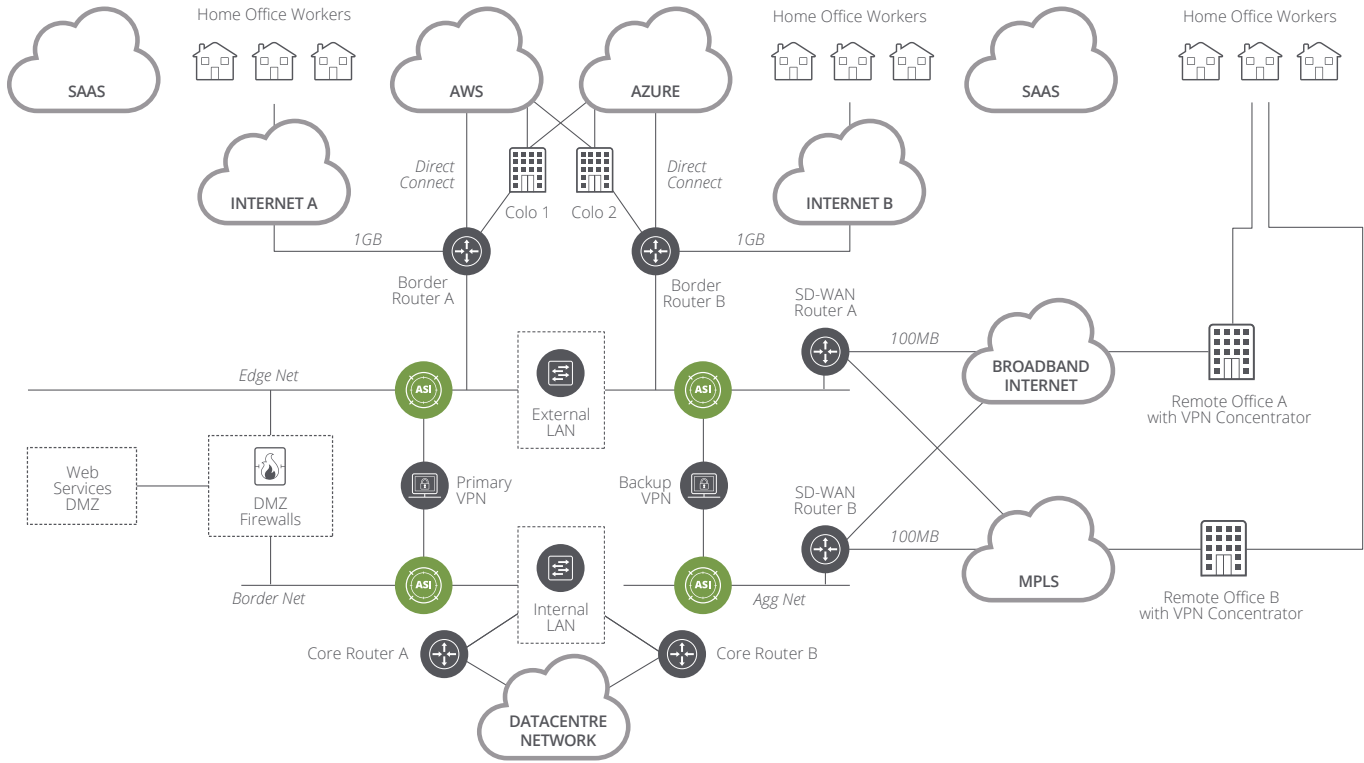 Home Office Workers
Home Office Workers
Home Office Workers
SAAS
AWS
AZURE
SAAS
Direct
Connect
Direct
Connect
INTERNET A
Colo 1
Colo 2
INTERNET B
1GB
1GB
Border
Router A
Border
Router B
SD-WAN
Router A
100MB
BROADBAND
INTERNET
Edge Net
ASI
ASI
External
LAN
Remote Office A
with VPN Concentrator
Web
Services
DMZ
DMZ
Firewalls
Primary
VPN
Backup
VPN
SD-WAN
Router B
100MB
MPLS
Border Net
ASI
ASI
Internal
LAN
Agg Net
Remote Office B
with VPN Concentrator
Core Router A
Core Router B
DATACENTRE
NETWORK